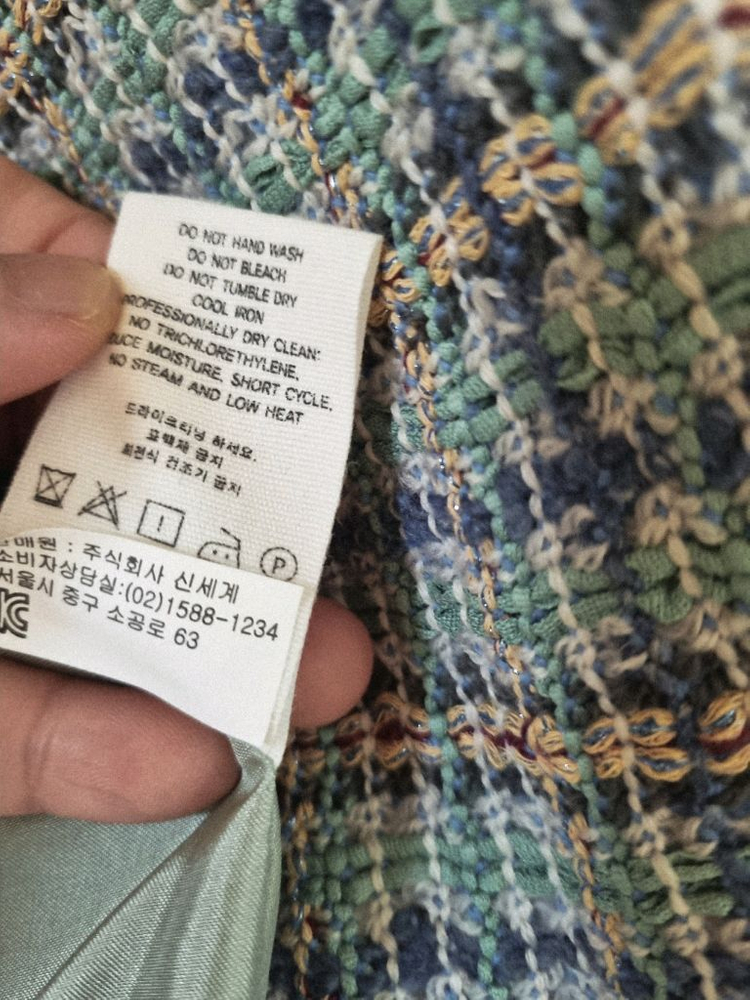 DO NOT HAND WASH
DO NOT BLEACH
DO NOT TUMBLE DRY
COOL IRON
PROFESSIONALLY DRY CLEAN:
NO TRICHLORETHYLENE,
DUCE MOISTURE, SHORT CYCLE,
NO STEAM AND LOW HEAT
드라이크리닝 하세요.
표백제 금지
회전식 건조기 금지
P
매원 : 주식회사 신세계
소비자상담실:(02)1588-1234
서울시 중구 소공로 63